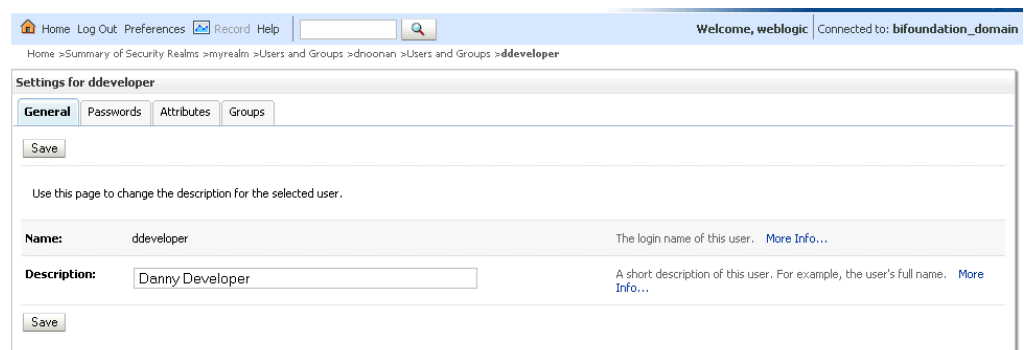 Home Log Out Preferences Record Help Welcome, weblogic Connected to: bifoundation_domain
Home >Summary of Security Realms >myrealm >Users and Groups >dnoonan >Users and Groups >ddeveloper
Settings for ddeveloper
General Passwords Attributes Groups
Save
Use this page to change the description for the selected user.
Name: ddeveloper The login name of this user. More Info...
Description: Danny Developer A short description of this user. For example, the user's full name. More
Info...
Save